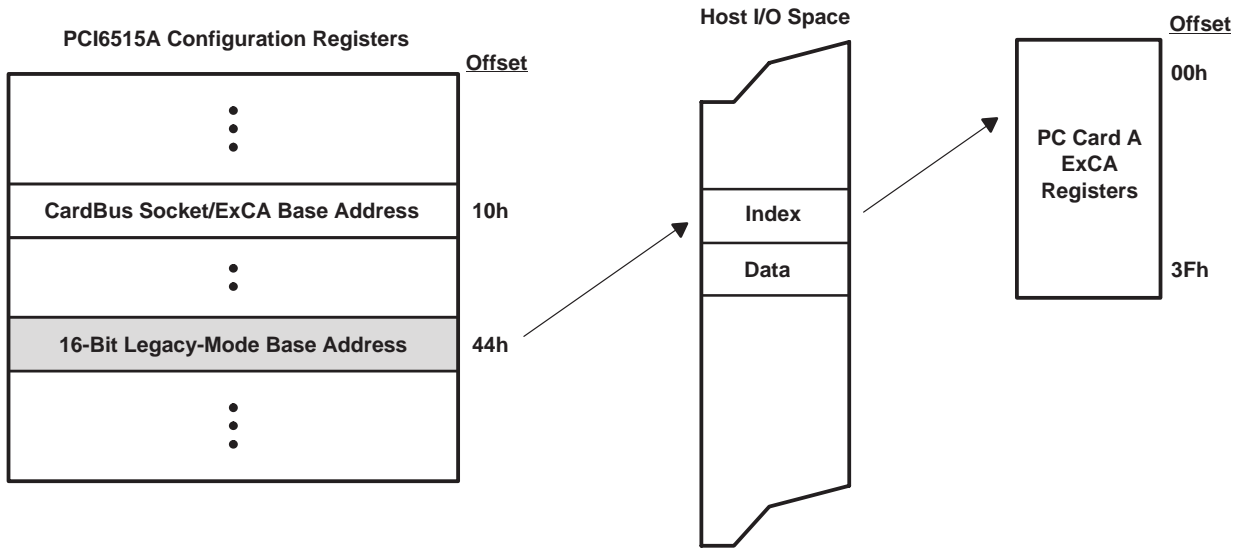 PCI6515A Configuration Registers
Offset
CardBus Socket/ExCA Base Address
10h
16-Bit Legacy-Mode Base Address
44h
Host I/O Space
Index
Data
Offset
00h
PC Card A
ExCA
Registers
3Fh